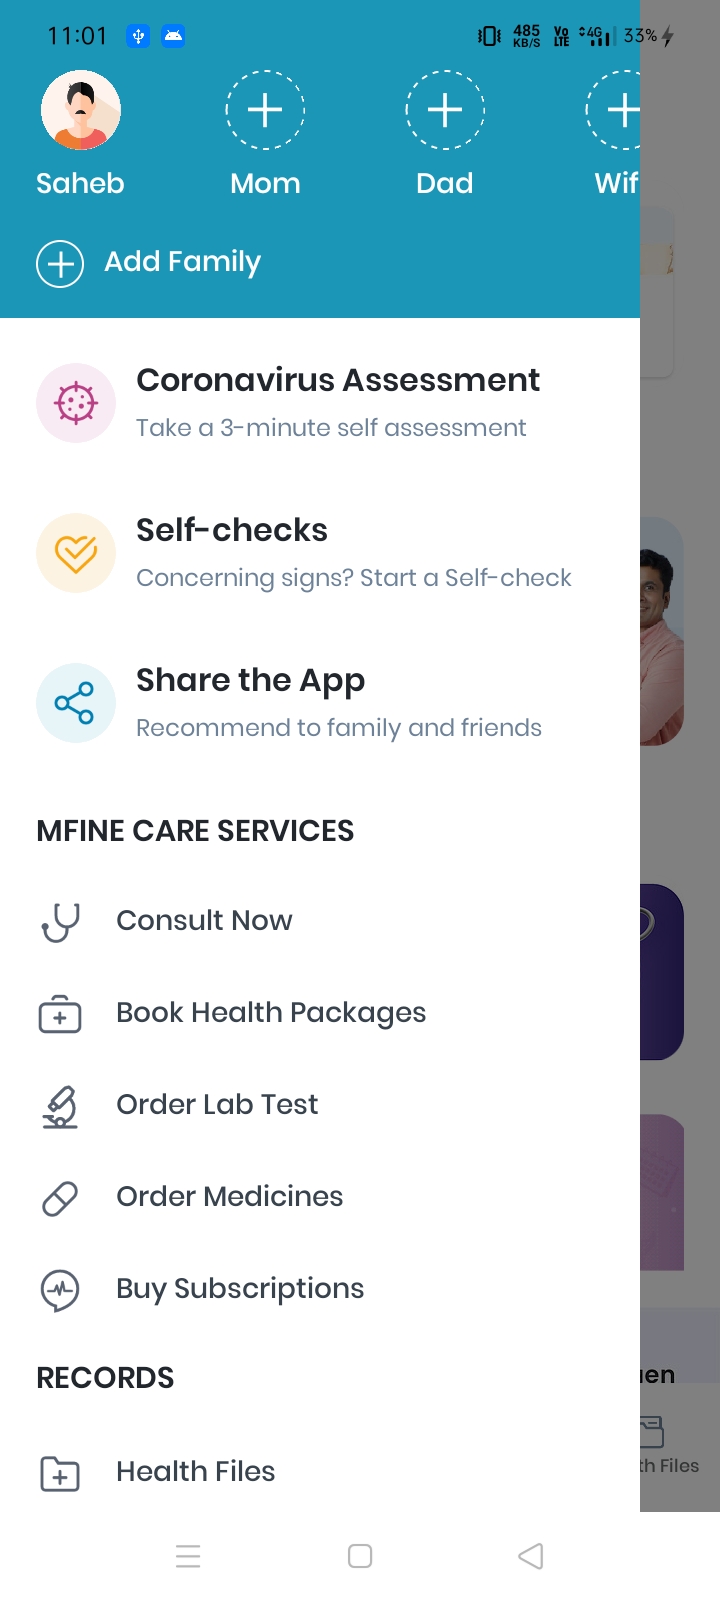 11:01 485 KB/S Vo LTE 4G 33%
Saheb Mom Dad Wif
Add Family
Coronavirus Assessment
Take a 3-minute self assessment
Self-checks
Concerning signs? Start a Self-check
Share the App
Recommend to family and friends
MFINE CARE SERVICES
Consult Now
Book Health Packages
Order Lab Test
Order Medicines
Buy Subscriptions
RECORDS
en
Health Files
th Files